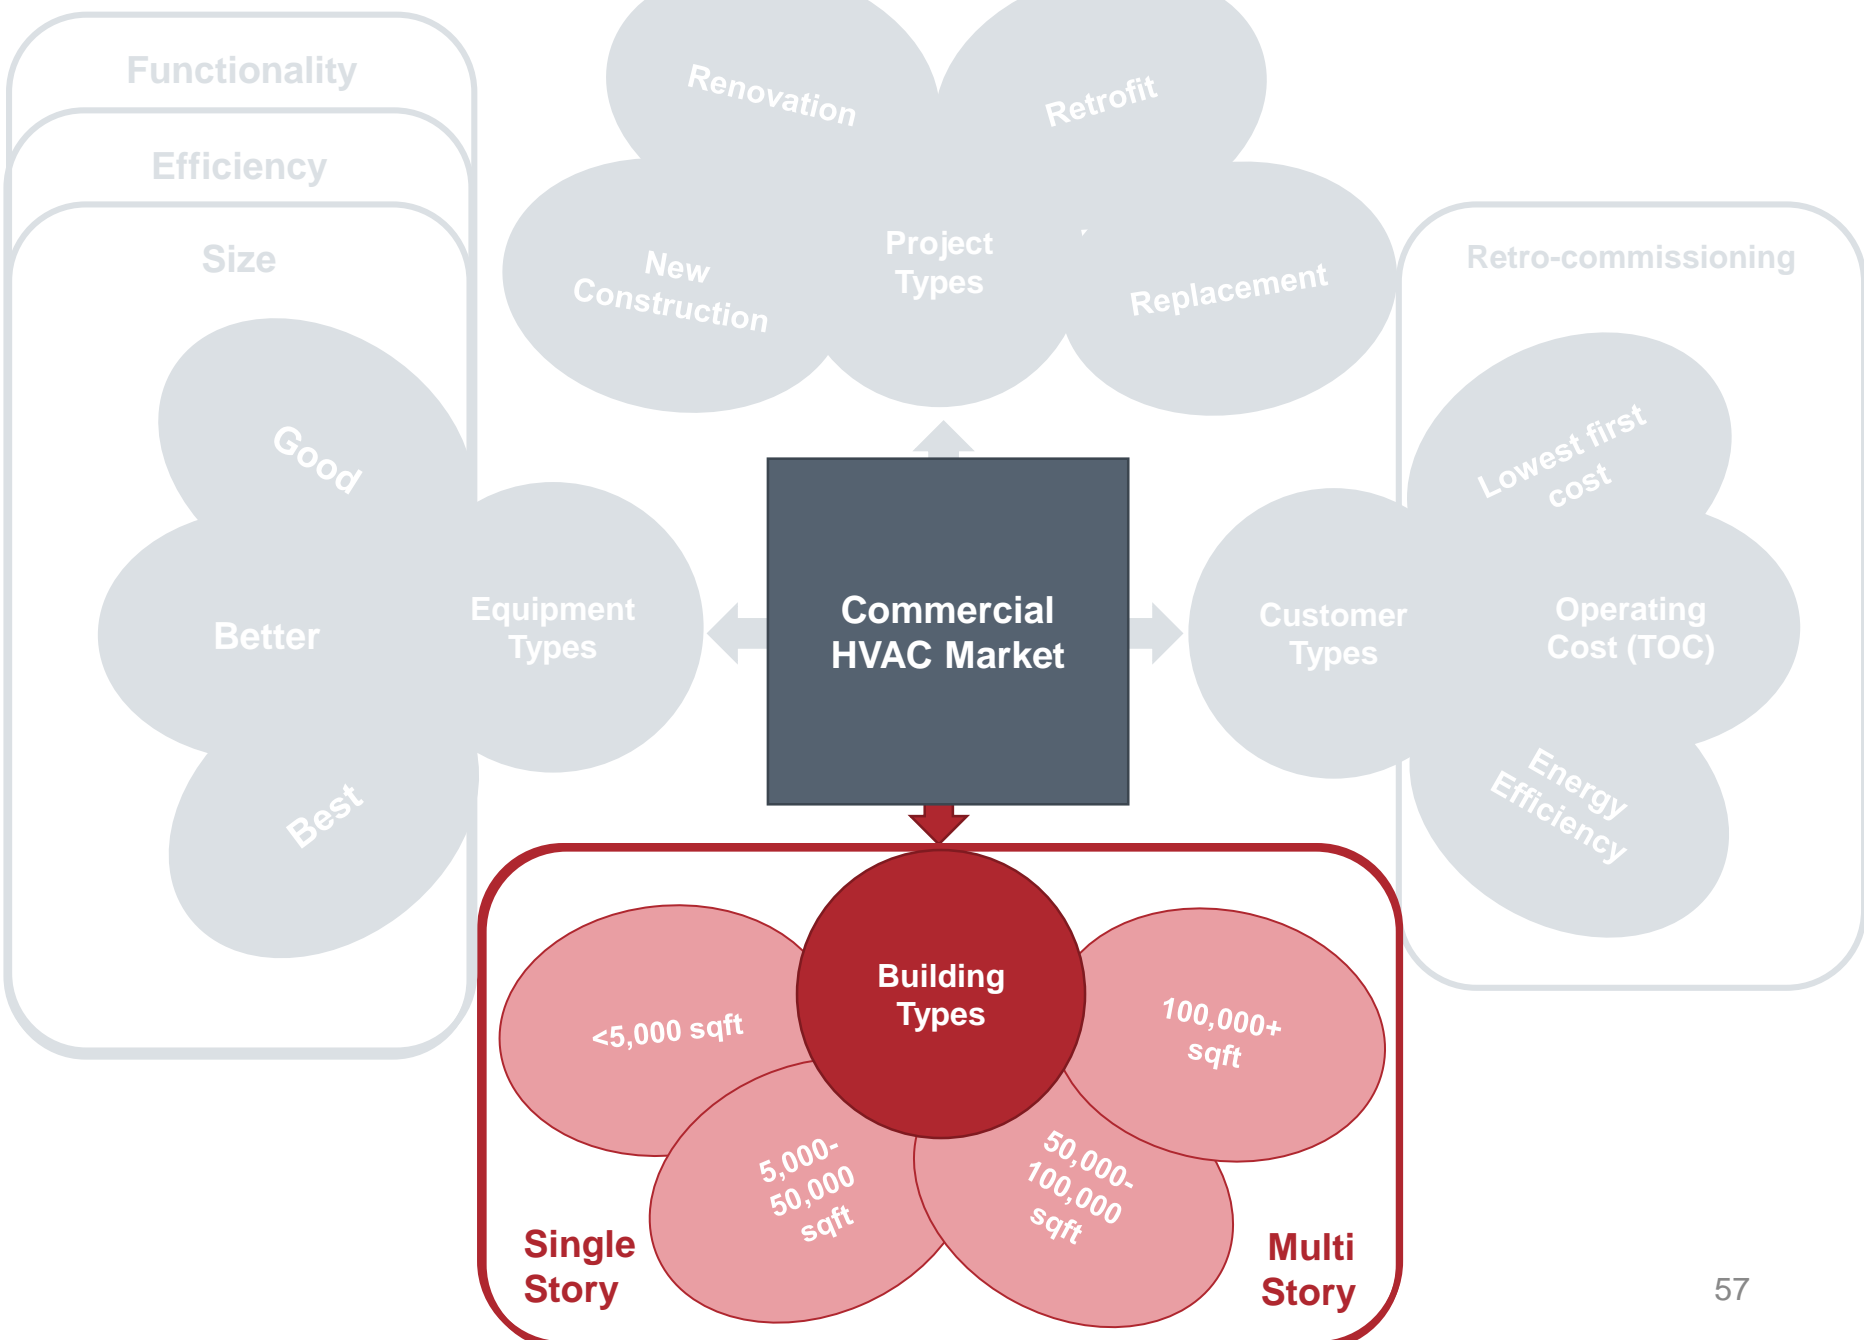 Functionality
Efficiency
Size
Good
Better
Best
Equipment
Types
Renovation
Retrofit
New
Construction
Project
Types
Replacement
Commercial
HVAC Market
Retro-commissioning
Lowest first
cost
Customer
Types
Operating
Cost (TOC)
Energy
Efficiency
Building
Types
<5,000 sqft
5,000-
50,000
sqft
50,000-
100,000
sqft
100,000+
sqft
Single
Story
Multi
Story
57